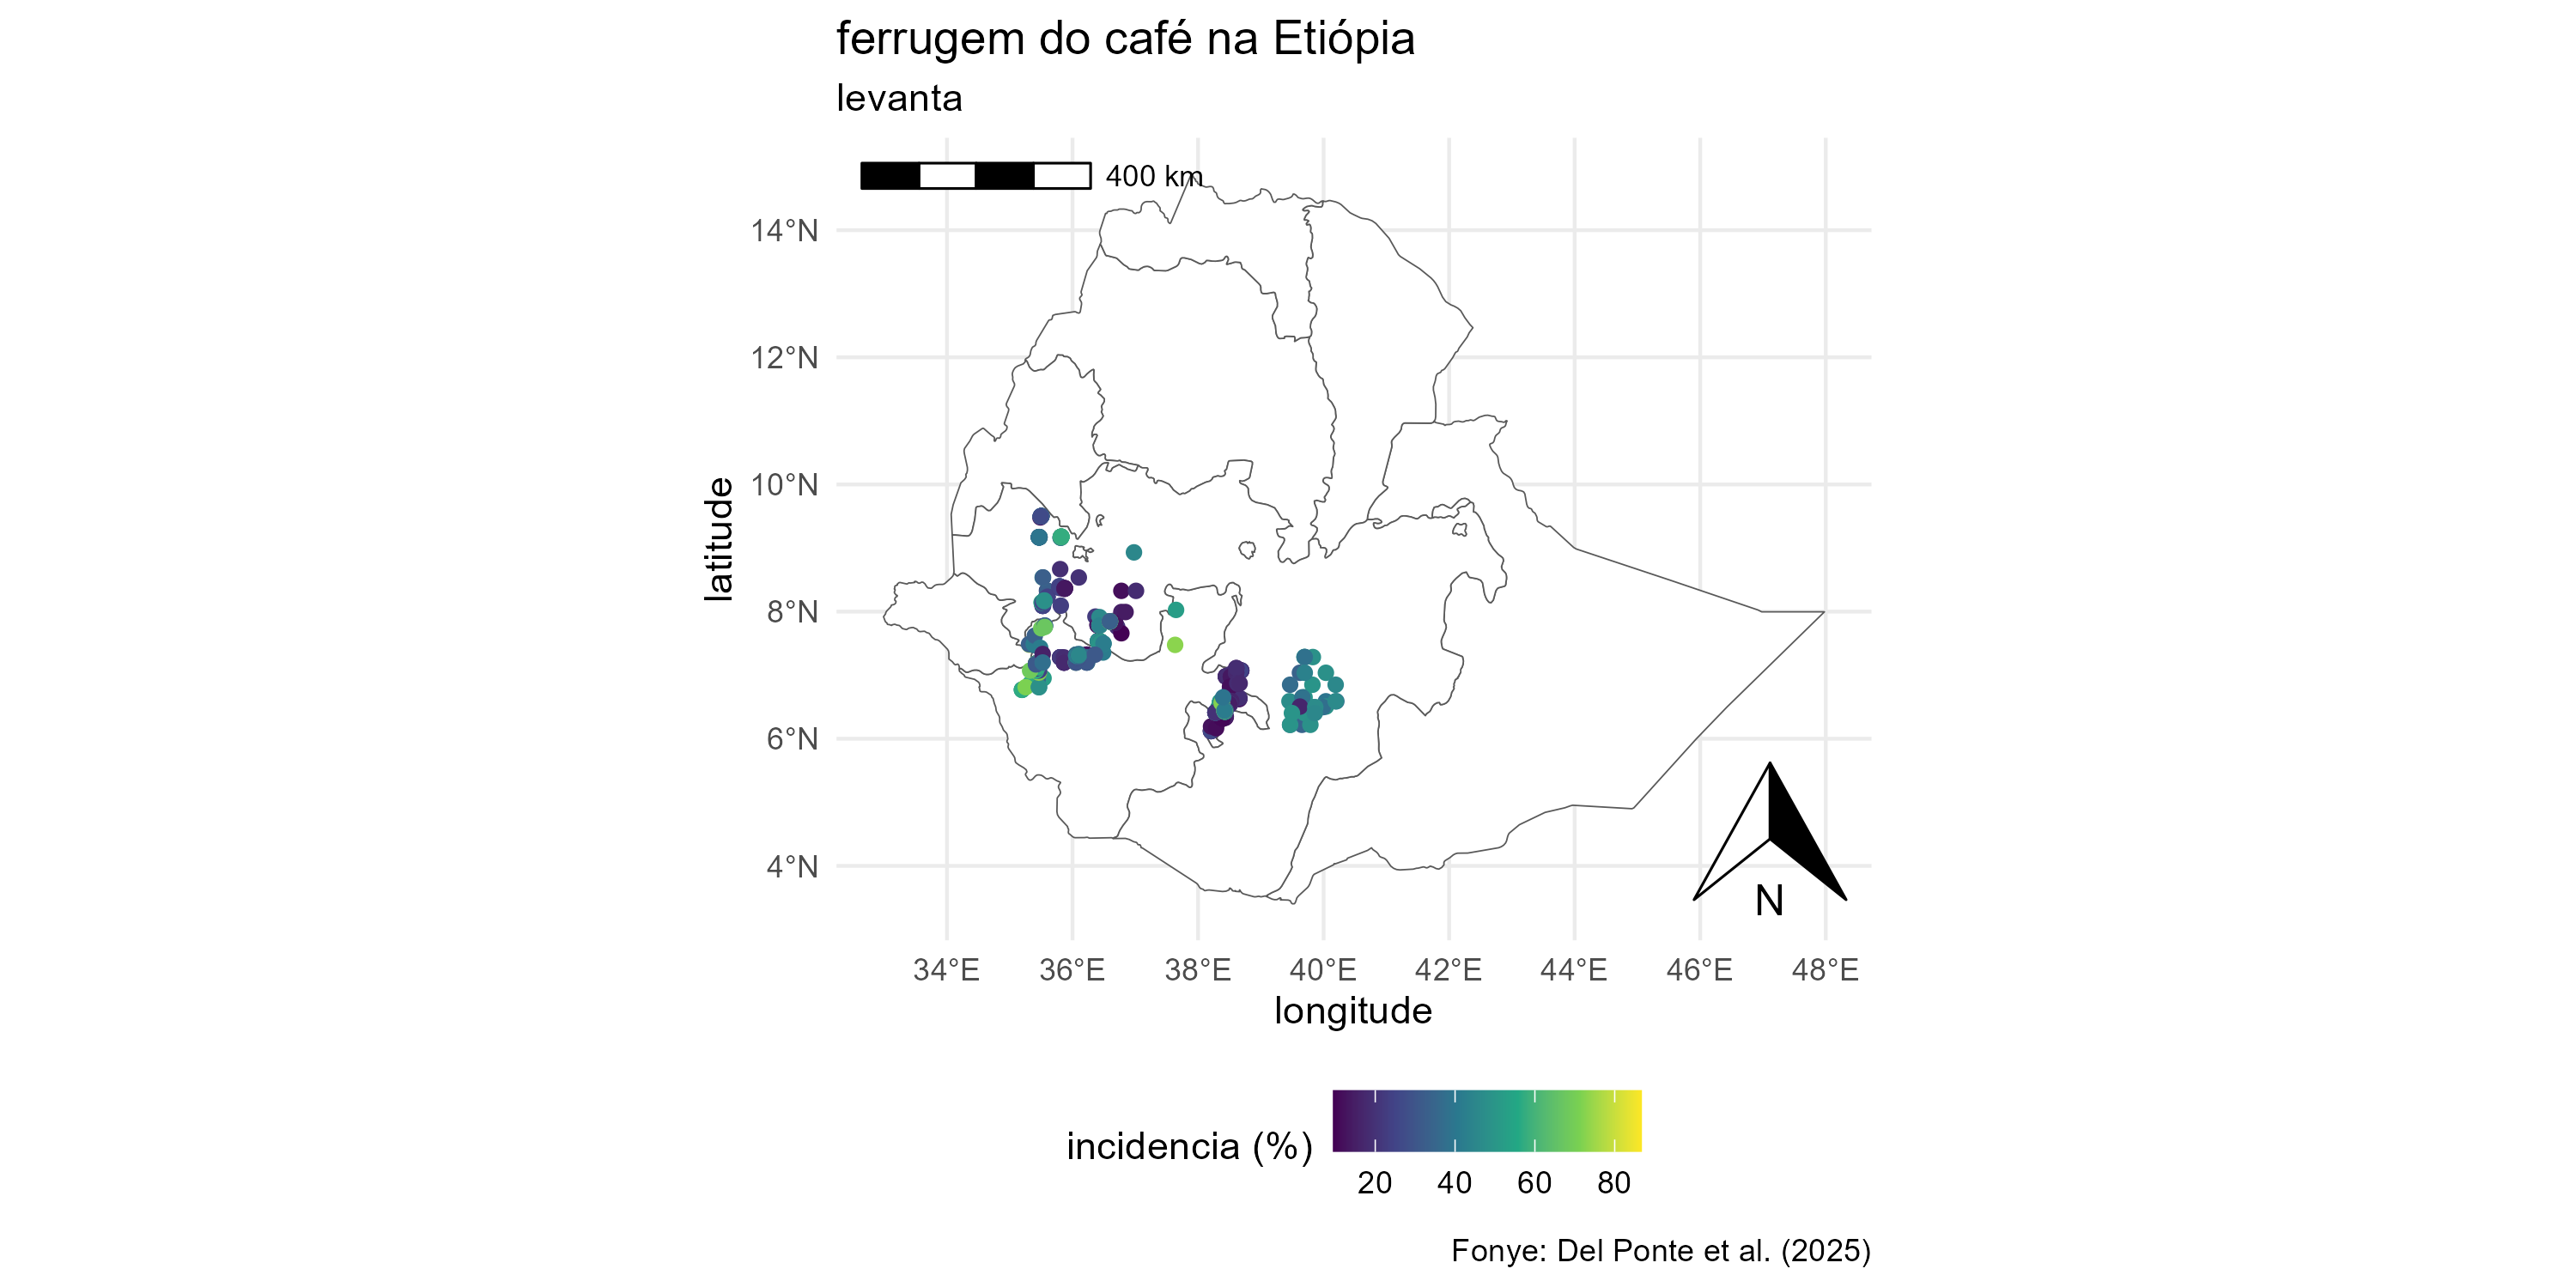 ferrugem do café na Etiópia
levanta
400 km
14°N
12°N
10°N
8°N
6°N
4°N
latitude
N
34°E 36°E 38°E 40°E 42°E 44°E 46°E 48°E
longitude
incidencia (%)
20 40 60 80
Fonye: Del Ponte et al. (2025)